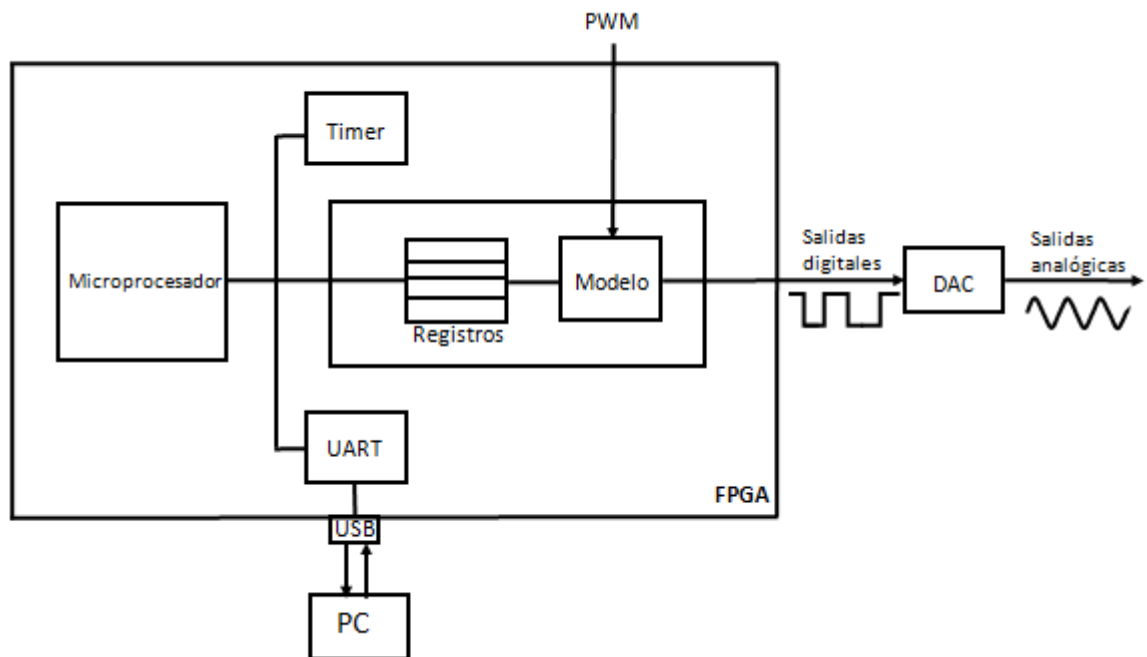 PWM
Timer
Microprocesador
Registros
Modelo
Salidas
digitales
DAC
Salidas
analógicas
UART
FPGA
USB
PC